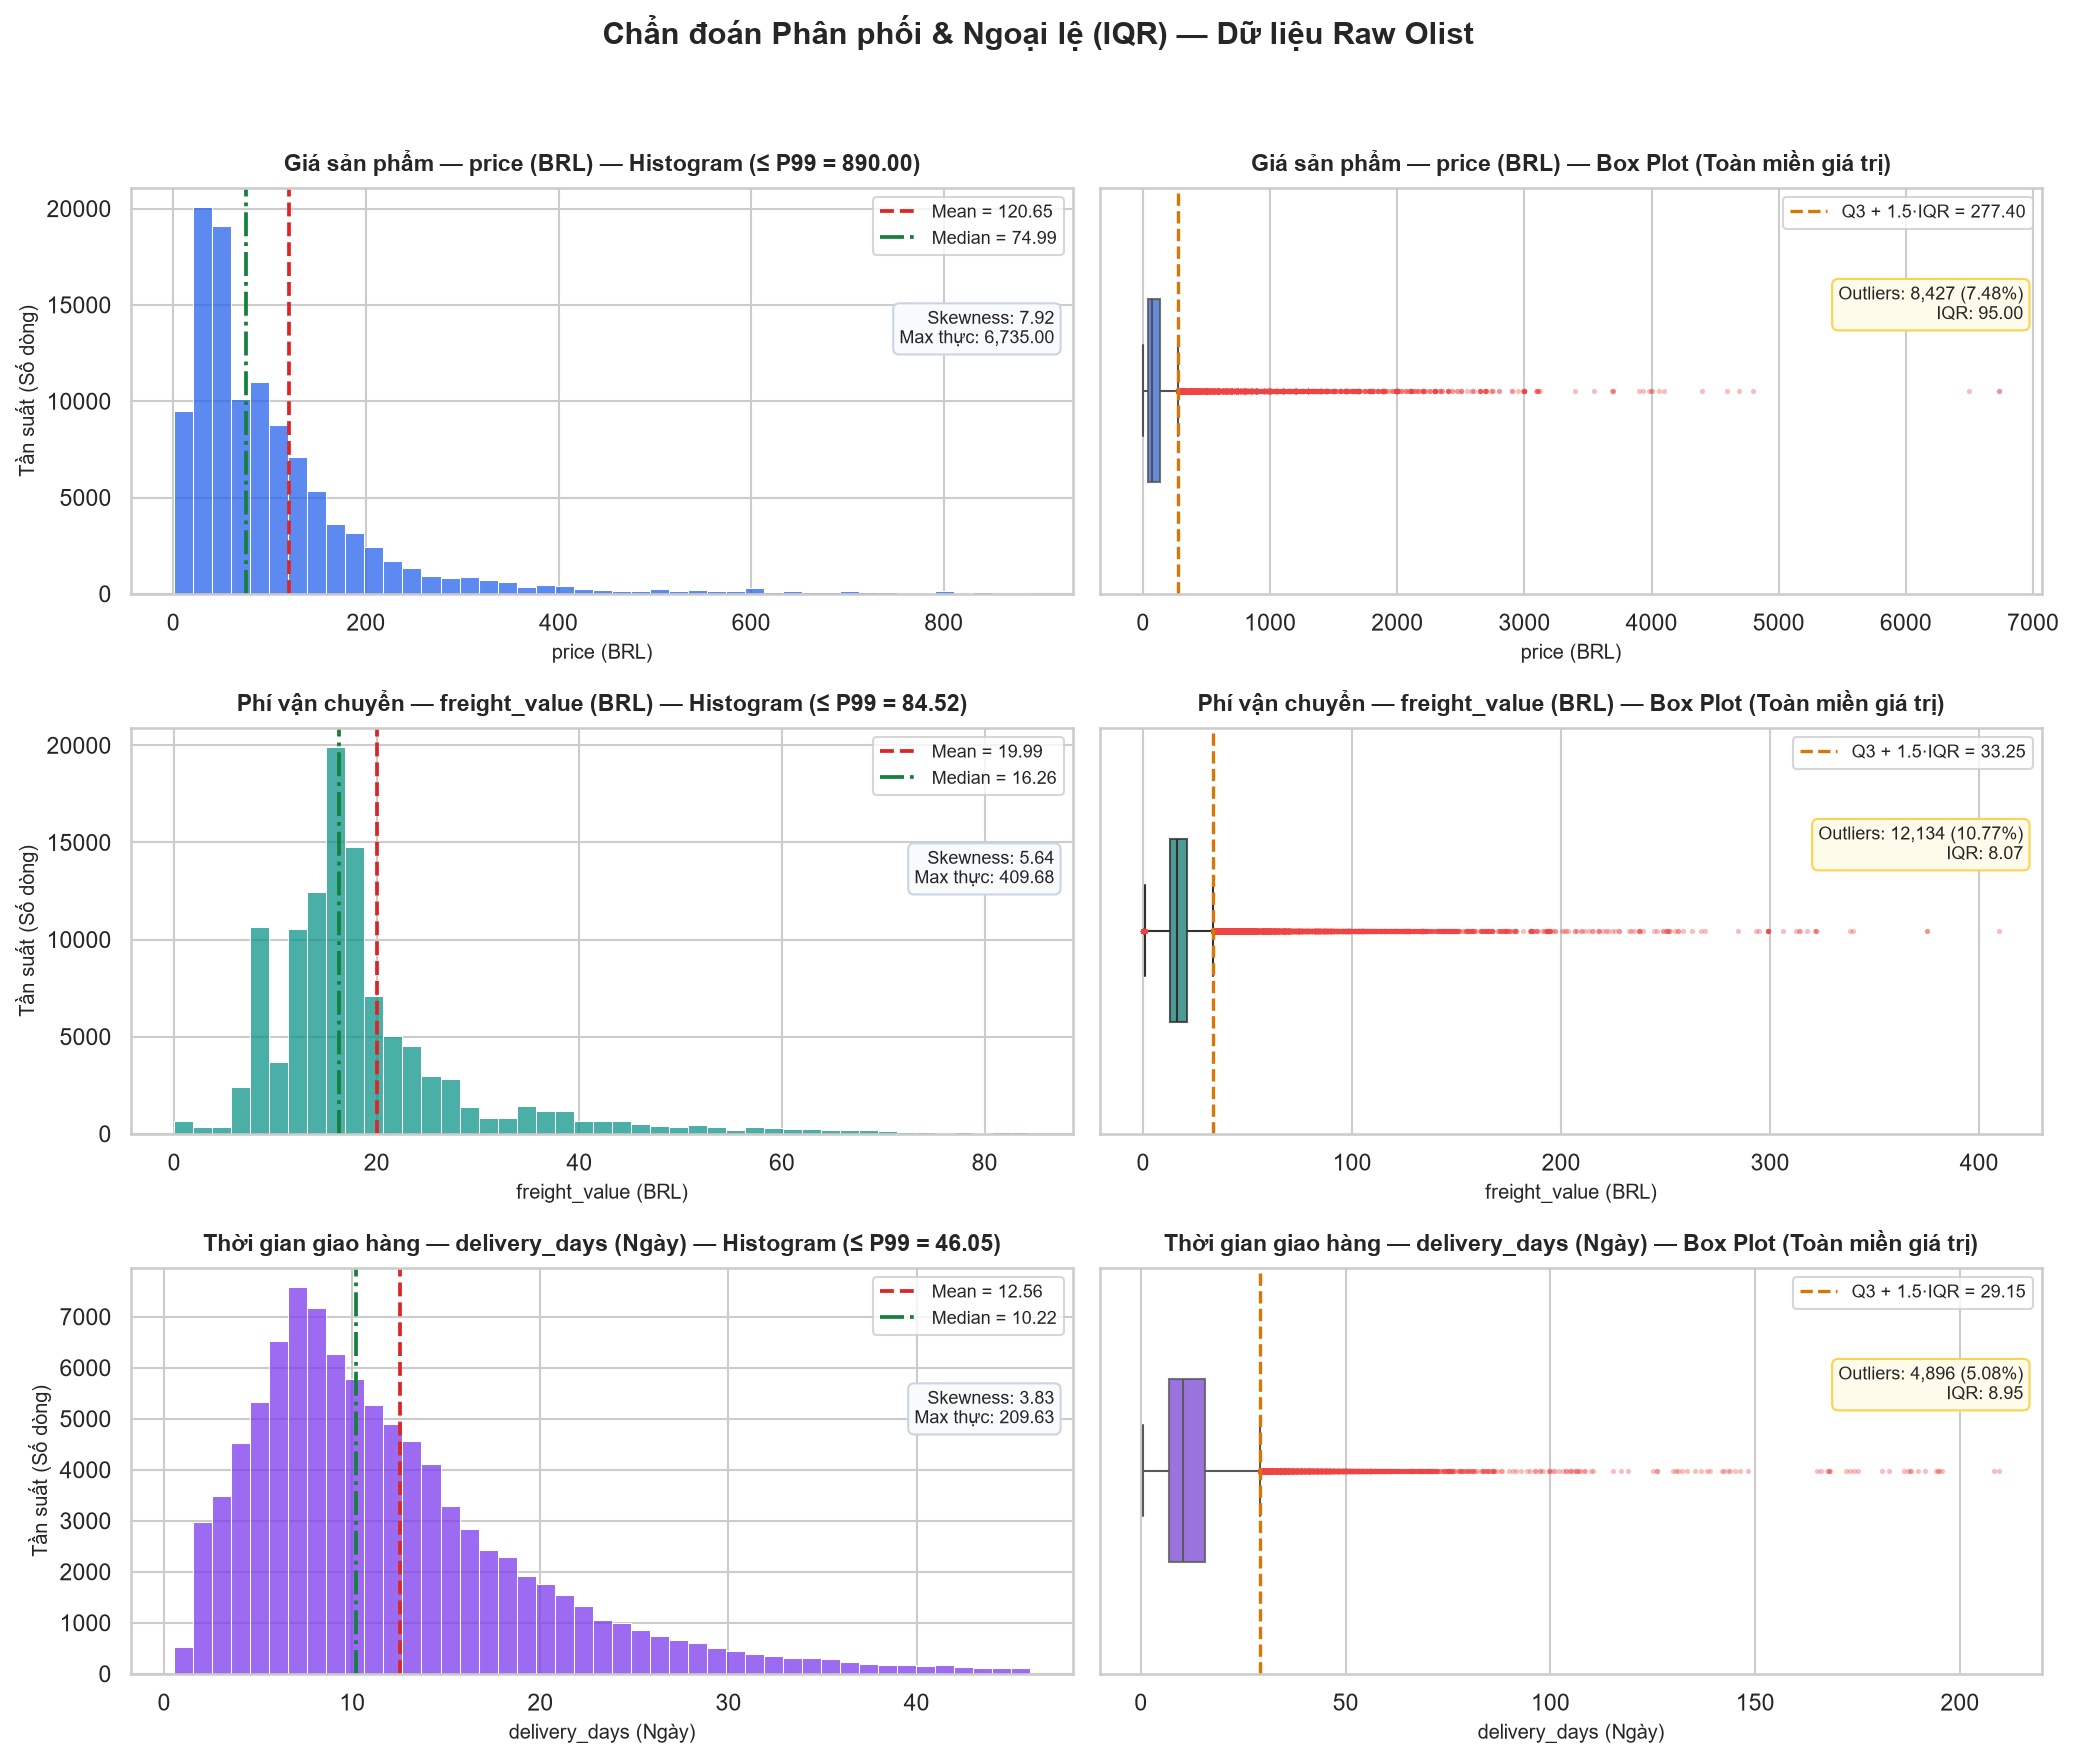 Chẩn đoán Phân phối & Ngoại lệ (IQR) — Dữ liệu Raw Olist
Giá sản phẩm — price (BRL) — Histogram (≤ P99 = 890.00)
Mean = 120.65
Median = 74.99
Skewness: 7.92
Max thực: 6,735.00
Tần suất (Số dòng)
20000
15000
10000
5000
0
0 200 400 600 800
price (BRL)
Giá sản phẩm — price (BRL) — Box Plot (Toàn miền giá trị)
Q3 + 1.5·IQR = 277.40
Outliers: 8,427 (7.48%)
IQR: 95.00
0 1000 2000 3000 4000 5000 6000 7000
price (BRL)
Phí vận chuyển — freight_value (BRL) — Histogram (≤ P99 = 84.52)
Mean = 19.99
Median = 16.26
Skewness: 5.64
Max thực: 409.68
Tần suất (Số dòng)
20000
15000
10000
5000
0
0 20 40 60 80
freight_value (BRL)
Phí vận chuyển — freight_value (BRL) — Box Plot (Toàn miền giá trị)
Q3 + 1.5·IQR = 33.25
Outliers: 12,134 (10.77%)
IQR: 8.07
0 100 200 300 400
freight_value (BRL)
Thời gian giao hàng — delivery_days (Ngày) — Histogram (≤ P99 = 46.05)
Mean = 12.56
Median = 10.22
Skewness: 3.83
Max thực: 209.63
Tần suất (Số dòng)
7000
6000
5000
4000
3000
2000
1000
0
0 10 20 30 40
delivery_days (Ngày)
Thời gian giao hàng — delivery_days (Ngày) — Box Plot (Toàn miền giá trị)
Q3 + 1.5·IQR = 29.15
Outliers: 4,896 (5.08%)
IQR: 8.95
0 50 100 150 200
delivery_days (Ngày)